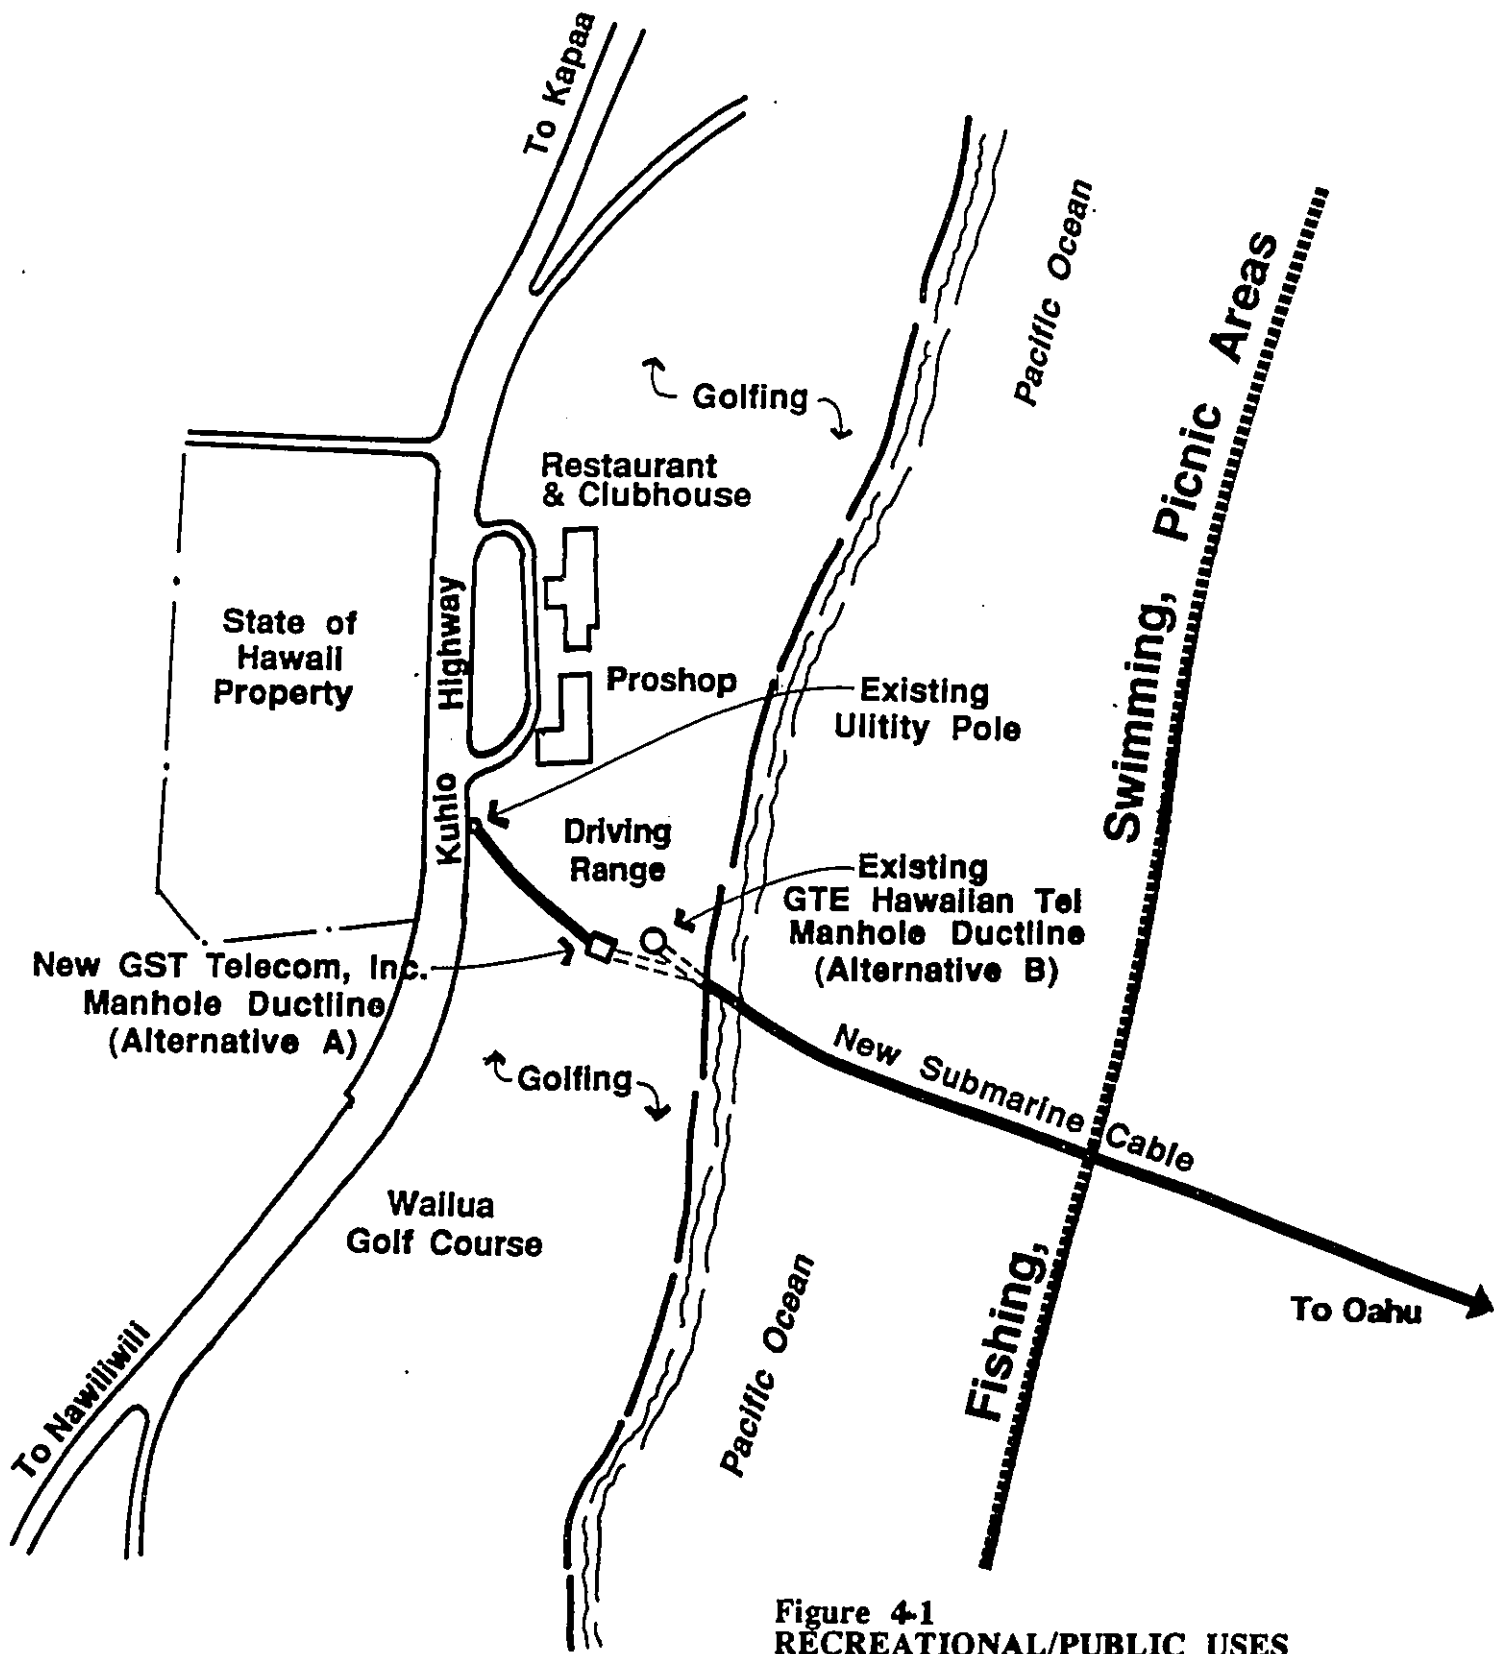 To Kapaa
Pacific Ocean
Swimming, Picnic Areas
Golfing
Restaurant
& Clubhouse
State of
Hawaii
Property
Kuhio Highway
Proshop
Existing
Ulitity Pole
Driving
Range
Existing
GTE Hawaiian Tel
Manhole Ductline
(Alternative B)
New GST Telecom, Inc.
Manhole Ductline
(Alternative A)
New Submarine Cable
Golfing
Wailua
Golf Course
Fishing,
To Oahu
Pacific Ocean
To Nawiliwili
Figure 4-1
RECREATIONAL/PUBLIC USES